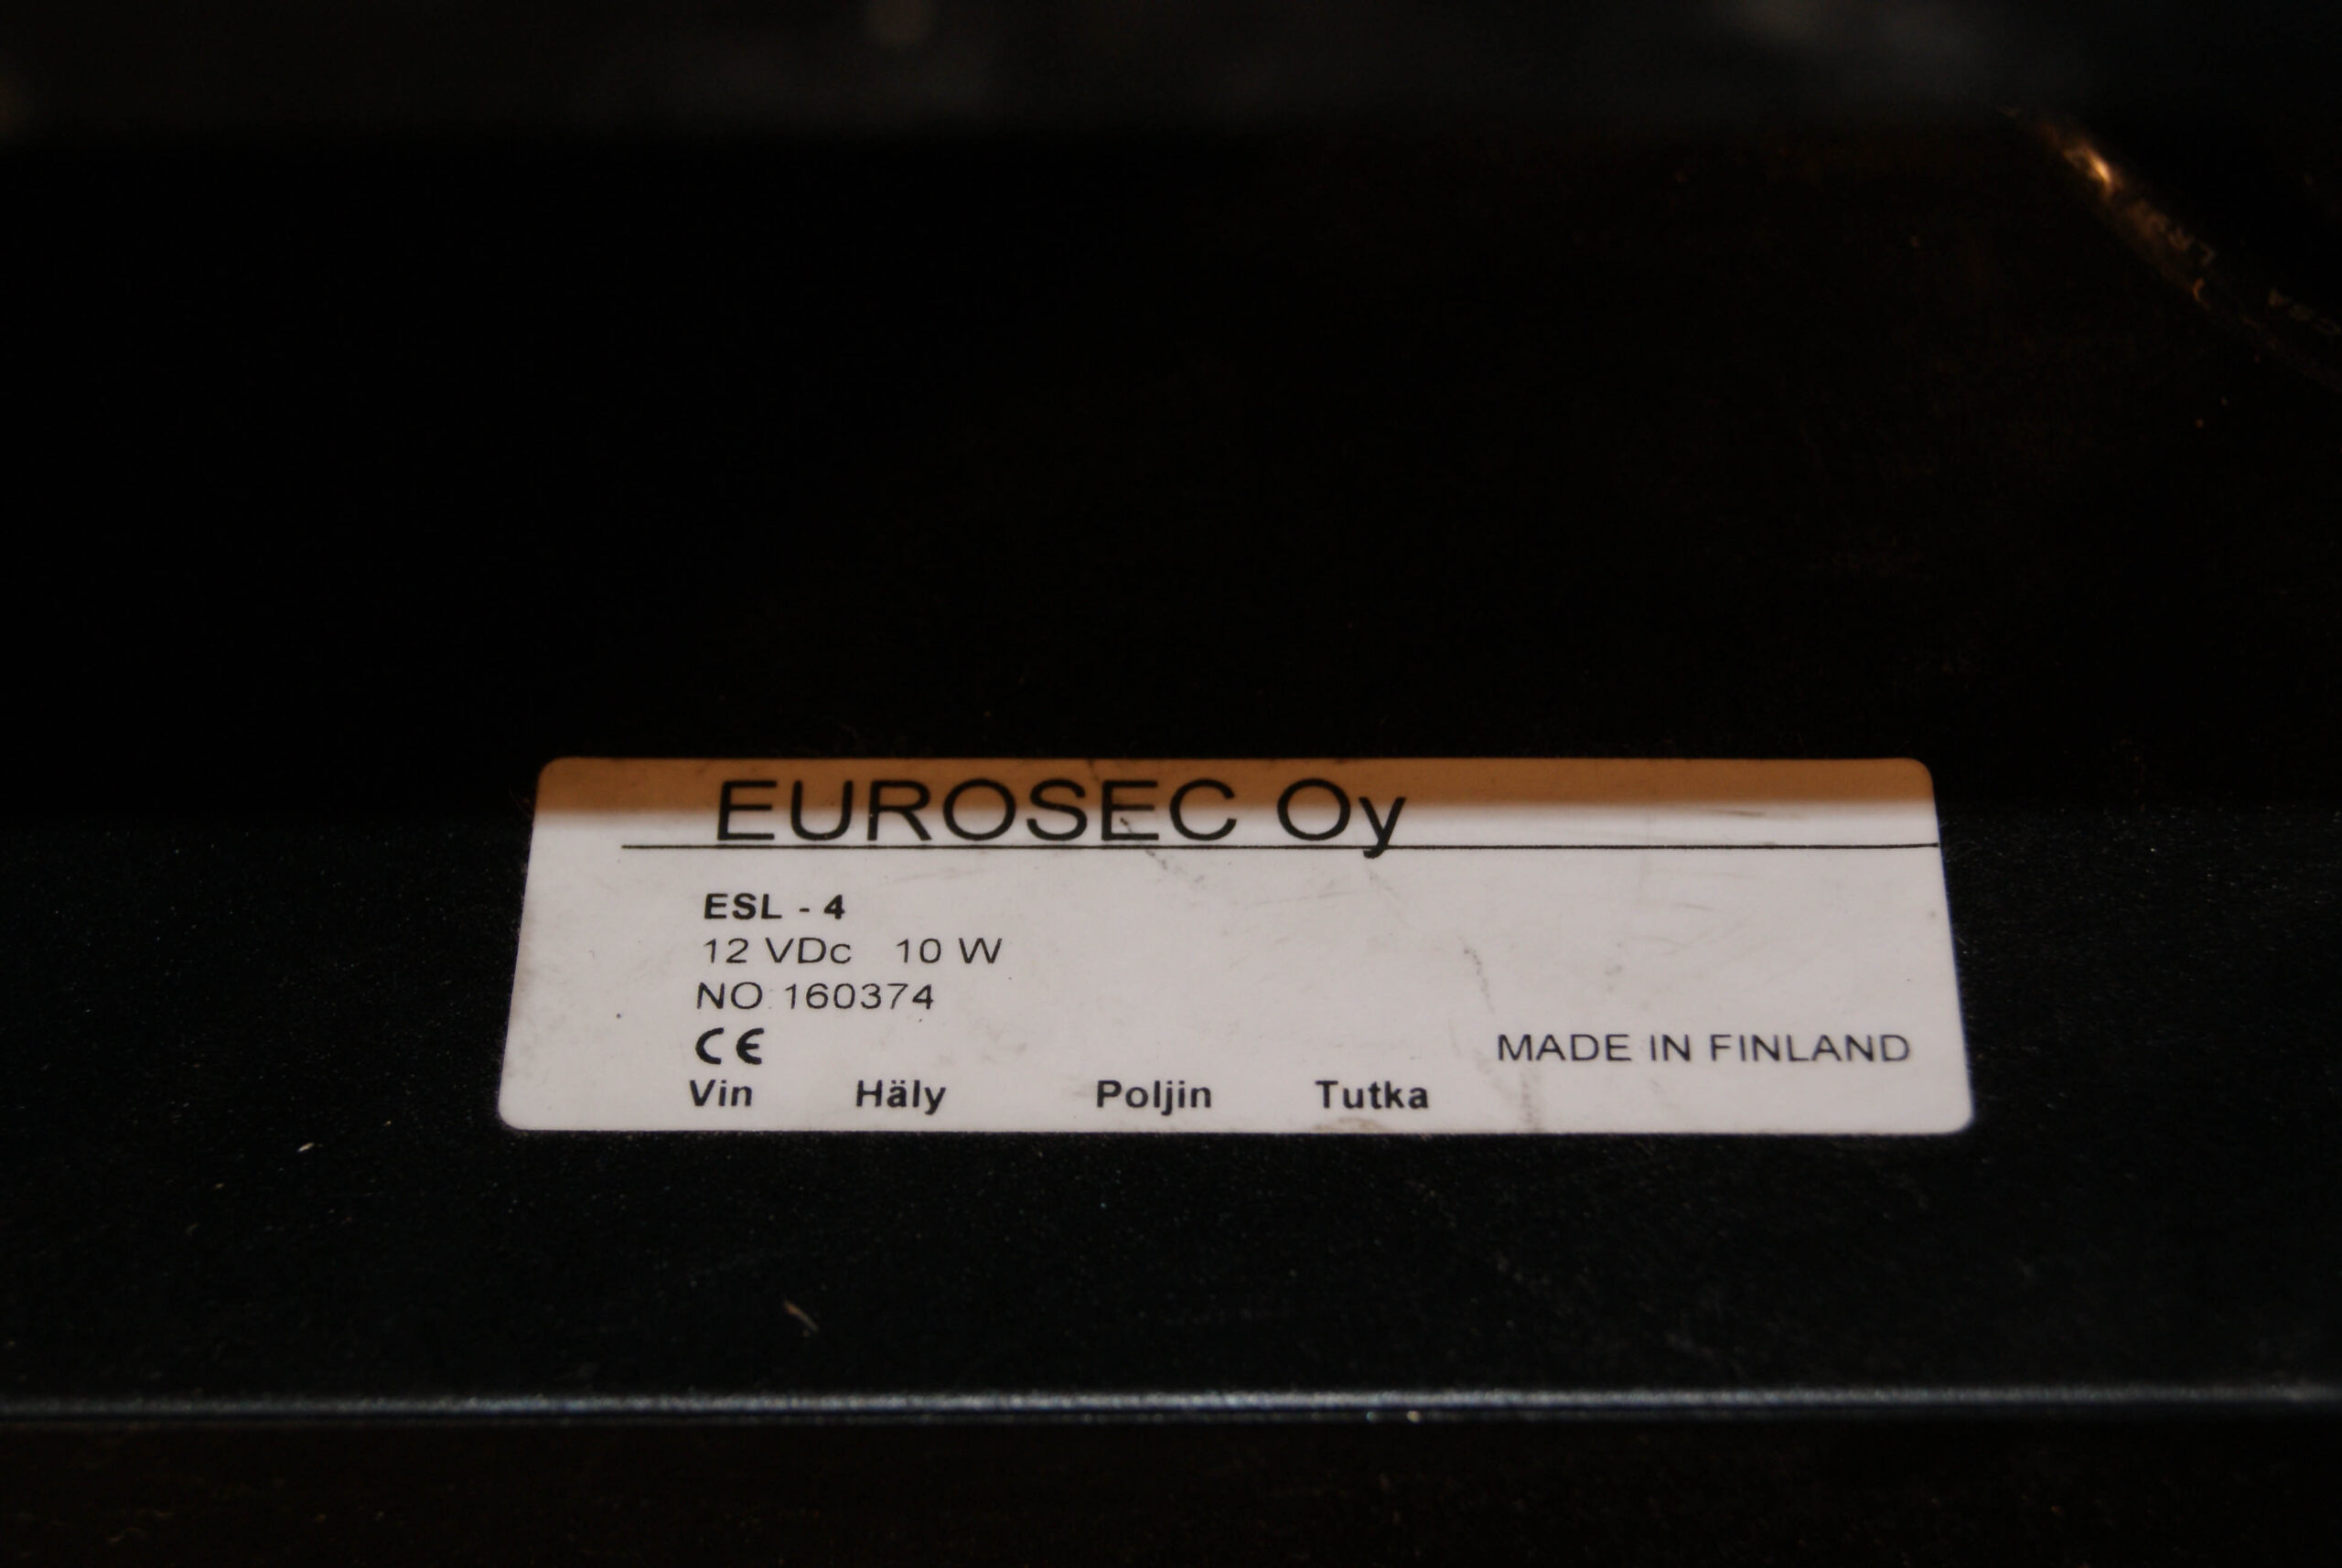 EUROSEC Oy
ESL - 4
12 VDc 10 W
NO: 160374
CE
MADE IN FINLAND
Vin Häly Poljin Tutka